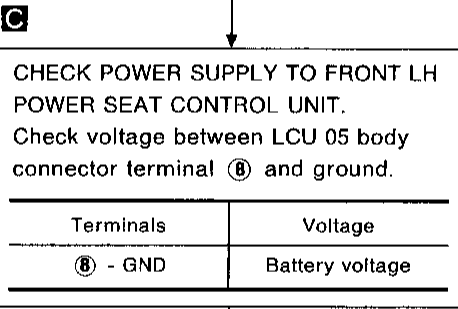 C
CHECK POWER SUPPLY TO FRONT LH
POWER SEAT CONTROL UNIT.
Check voltage between LCU 05 body
connector terminal ⑧ and ground.
Terminals Voltage
⑧ - GND Battery voltage